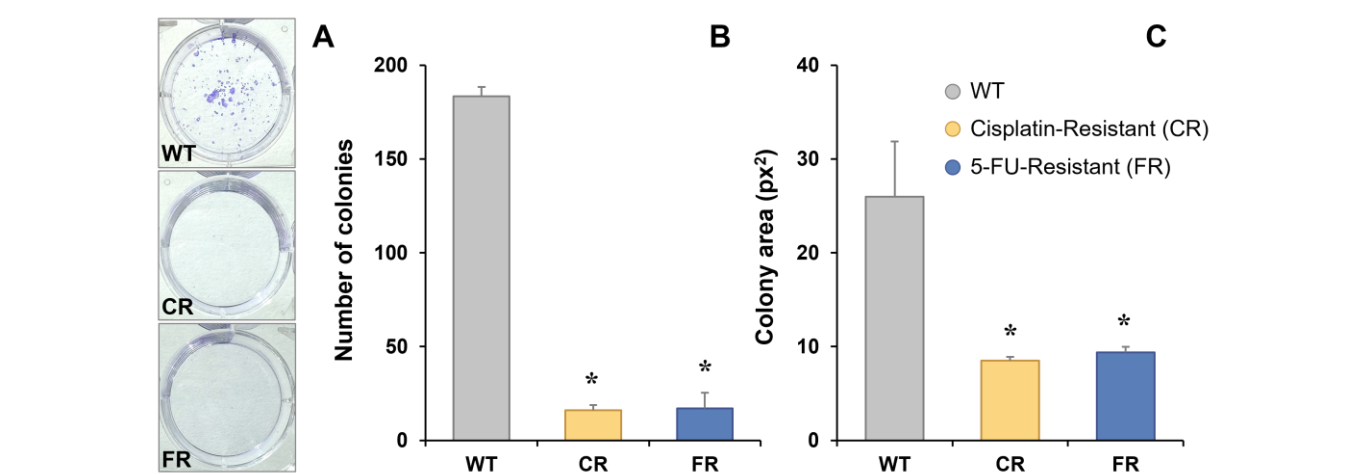 A
WT
CR
FR
B
Number of colonies
200
150
100
50
0
*
*
WT
CR
FR
C
Colony area (px²)
40
30
20
10
0
WT
Cisplatin-Resistant (CR)
5-FU-Resistant (FR)
*
*
WT
CR
FR